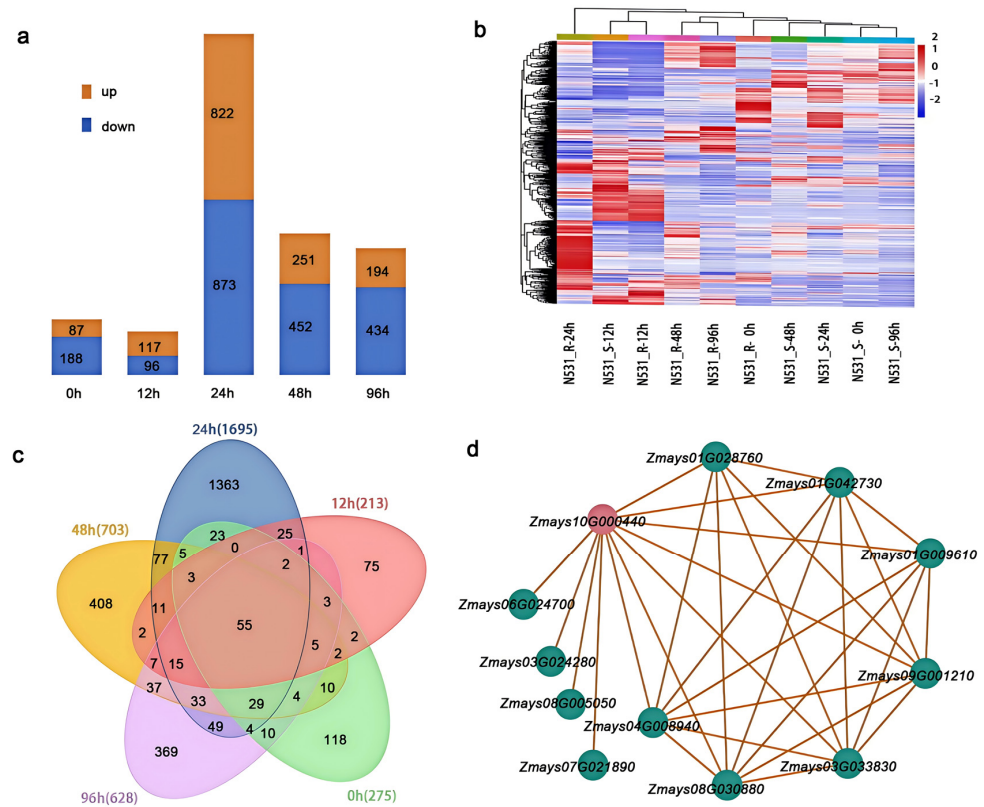 a
up
down
87
188
117
96
822
873
251
452
194
434
0h
12h
24h
48h
96h
b
2
1
0
-1
-2
N531_R-24h
N531_S-12h
N531_R-12h
N531_R-48h
N531_R-96h
N531_R- 0h
N531_S-48h
N531_S-24h
N531_S- 0h
N531_S-96h
c
24h(1695)
12h(213)
48h(703)
96h(628)
0h(275)
1363
23
25
0
1
5
77
2
75
3
408
11
3
55
2
5
2
2
7
15
37
10
33
29
4
49
4
10
118
369
d
Zmays01G028760
Zmays01G042730
Zmays10G000440
Zmays01G009610
Zmays06G024700
Zmays03G024280
Zmays09G001210
Zmays08G005050
Zmays04G008940
Zmays07G021890
Zmays03G033830
Zmays08G030880